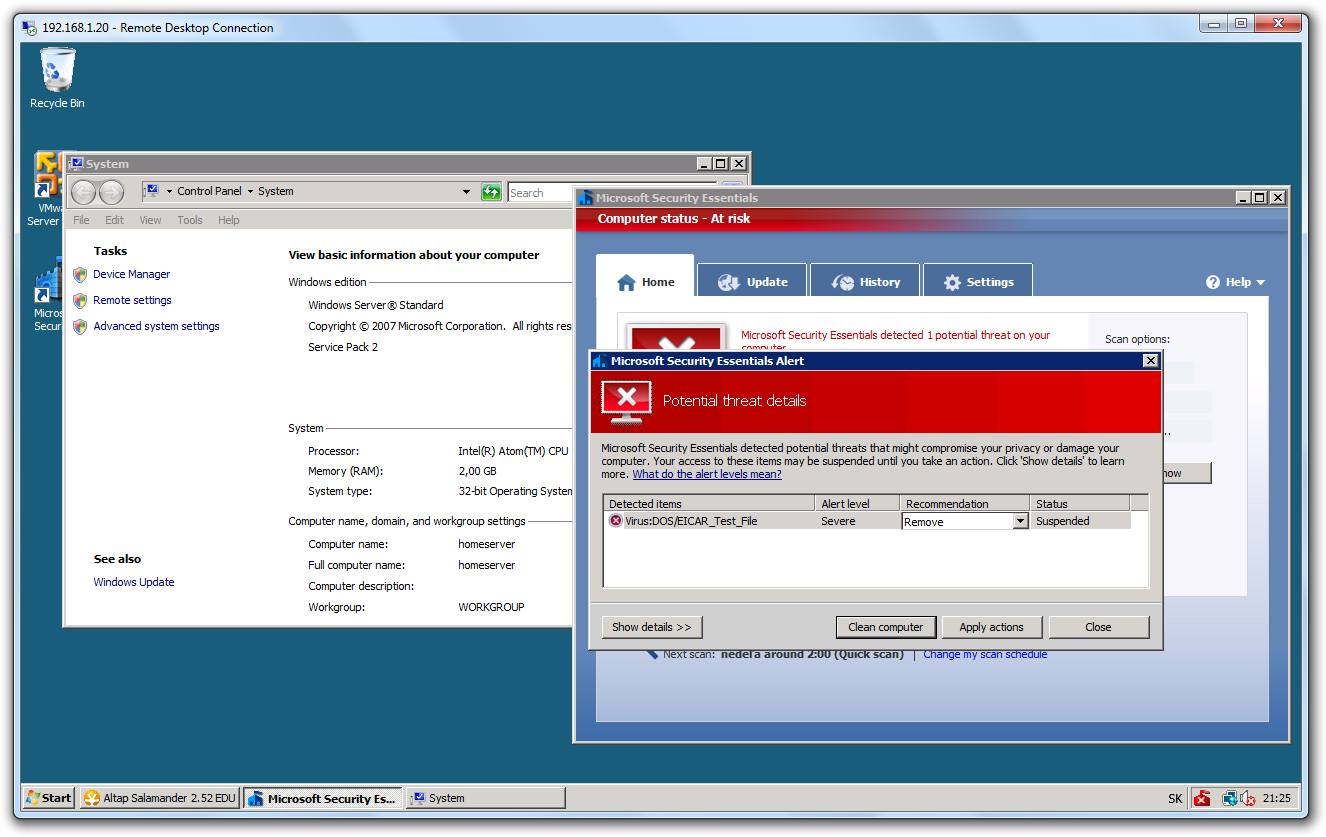 192.168.1.20 - Remote Desktop Connection
Recycle Bin
Server
Micros
Secur
System
Control Panel
System
Search
File Edit View Tools Help
Tasks
Device Manager
Remote settings
Advanced system settings
See also
Windows Update
View basic information about your computer
Windows edition
Windows Server® Standard
Copyright © 2007 Microsoft Corporation. All rights res
Service Pack 2
System
Processor: Intel(R) Atom(TM) CPU
Memory (RAM): 2,00 GB
System type: 32-bit Operating System
Computer name, domain, and workgroup settings
Computer name: homeserver
Full computer name: homeserver
Computer description:
Workgroup: WORKGROUP
Microsoft Security Essentials
Computer status - At risk
Home Update History Settings Help
Microsoft Security Essentials detected 1 potential threat on your
computer.
Scan options:
Microsoft Security Essentials Alert
Potential threat details
Microsoft Security Essentials detected potential threats that might compromise your privacy or damage your
computer. Your access to these items may be suspended until you take an action. Click 'Show details' to learn
more. What do the alert levels mean?
Detected items Alert level Recommendation Status
Virus:DOS/EICAR_Test_File Severe Remove Suspended
Show details >> Clean computer Apply actions Close
Next scan: nedeľa around 2:00 (Quick scan) | Change my scan schedule
Start Altap Salamander 2.52 EDU Microsoft Security Es... System SK 21:25